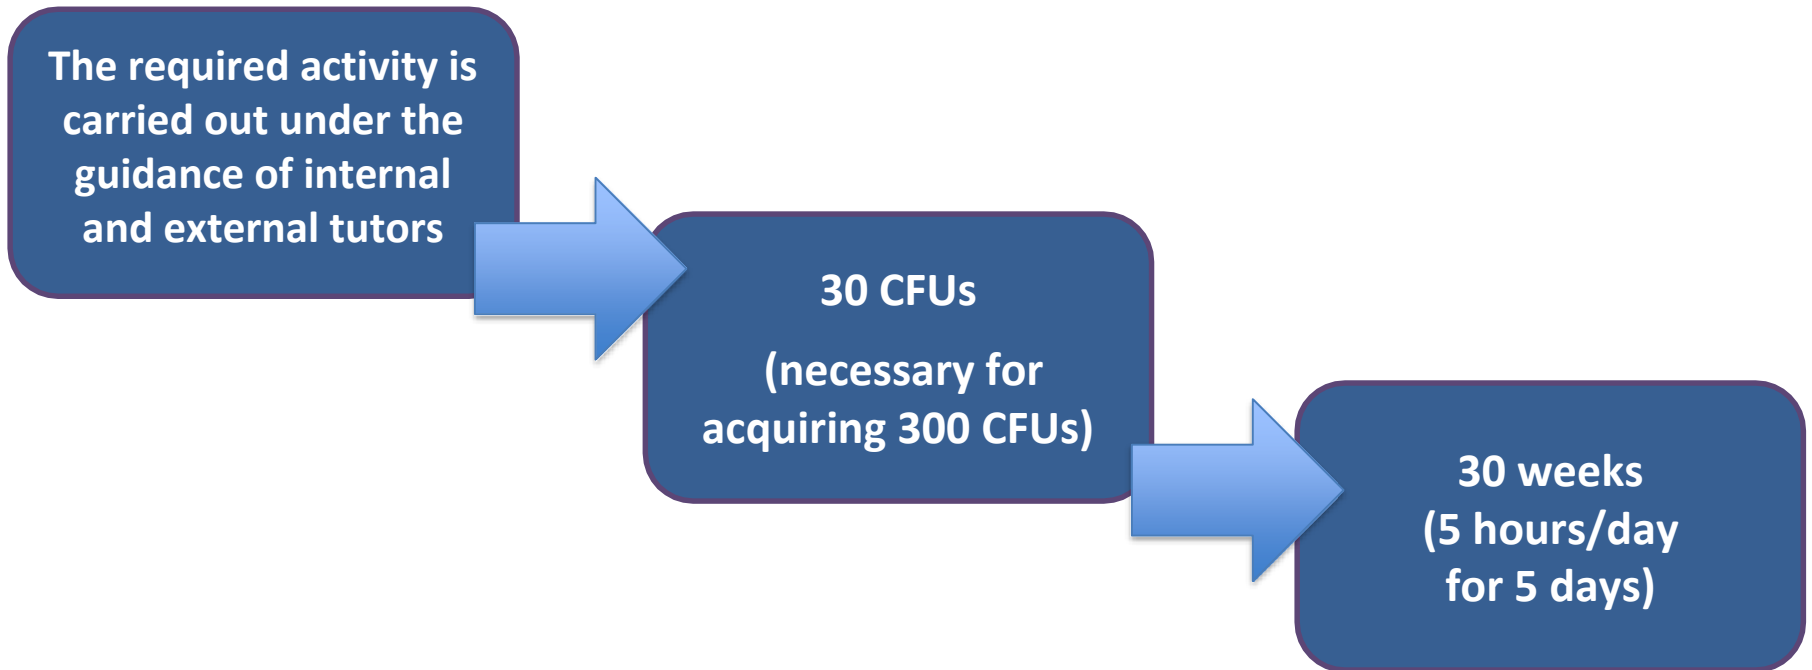 The required activity is
carried out under the
guidance of internal
and external tutors
30 CFUs
(necessary for
acquiring 300 CFUs)
30 weeks
(5 hours/day
for 5 days)